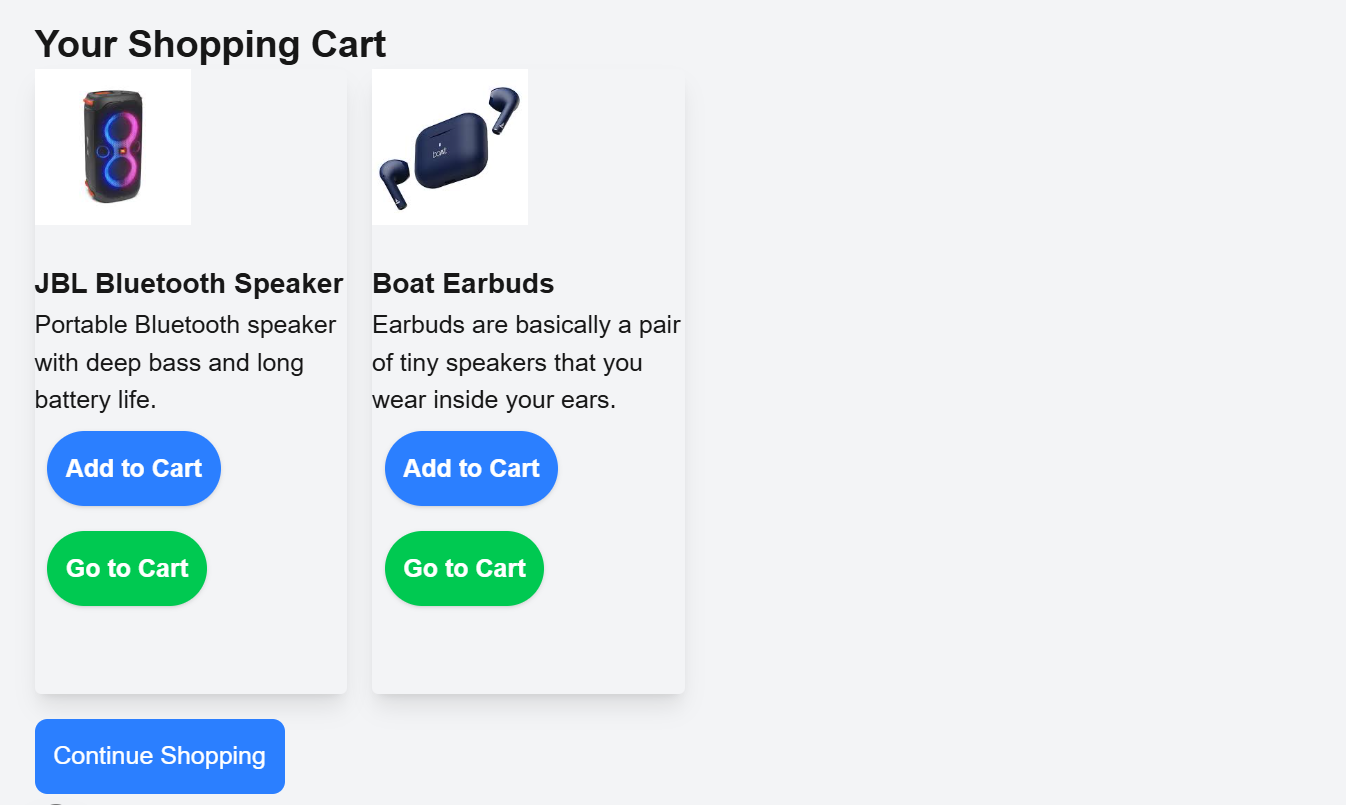 Your Shopping Cart
boAt
JBL Bluetooth Speaker
Portable Bluetooth speaker
with deep bass and long
battery life.
Add to Cart
Go to Cart
Boat Earbuds
Earbuds are basically a pair
of tiny speakers that you
wear inside your ears.
Add to Cart
Go to Cart
Continue Shopping